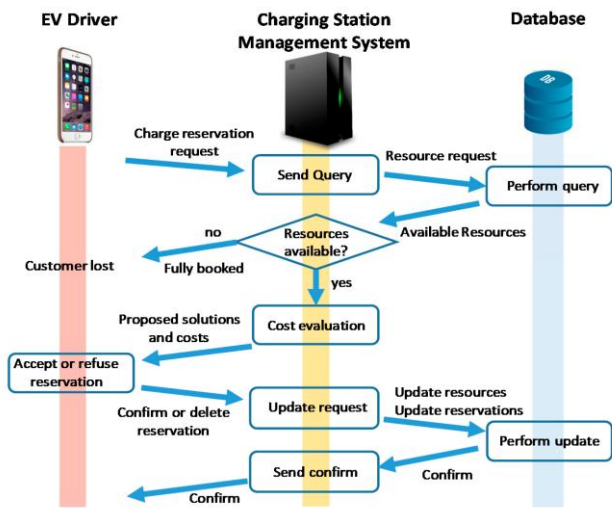 EV Driver
Charging Station
Management System
Database
DB
Charge reservation
request
Send Query
Resource request
Perform query
Resources
available?
Available Resources
no
Fully booked
Customer lost
yes
Proposed solutions
and costs
Cost evaluation
Accept or refuse
reservation
Confirm or delete
reservation
Update request
Update resources
Update reservations
Perform update
Send confirm
Confirm
Confirm